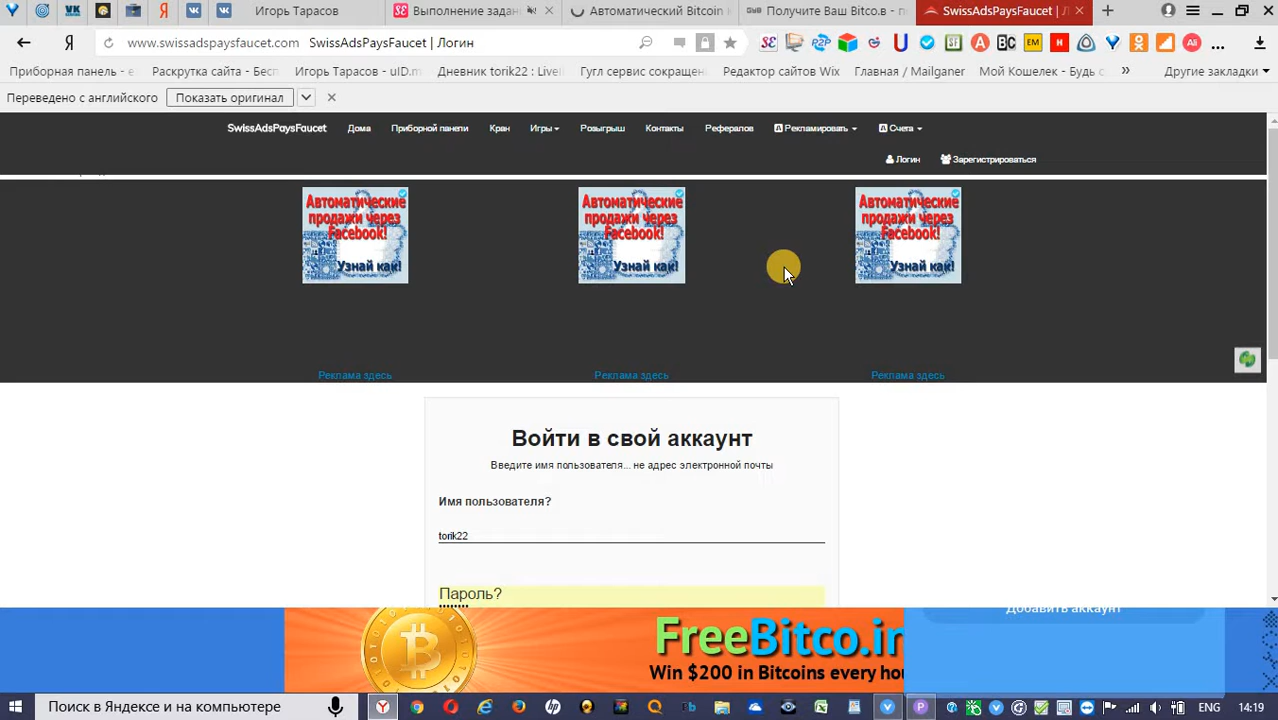 Игорь Тарасов
Выполнение задани
Автоматический Bitcoin
Получите Ваш Bitco.в - п
SwissAdsPaysFaucet | Л
www.swissadspaysfaucet.com SwissAdsPaysFaucet | Логин
Приборная панель - е
Раскрутка сайта - Бесп
Игорь Тарасов - uID.m
Дневник torik22 : LiveI
Гугл сервис сокращен
Редактор сайтов Wix
Главная / Mailganer
Мой Кошелек - Будь с
Другие закладки
Переведено с английского
Показать оригинал
SwissAdsPaysFaucet
Дома
Приборной панели
Кран
Игры
Розыгрыш
Контакты
Рефералов
Рекламировать
Счета
Логин
Зарегистрироваться
Автоматические
продажи через
Facebook!
Узнай как!
Автоматические
продажи через
Facebook!
Узнай как!
Автоматические
продажи через
Facebook!
Узнай как!
Реклама здесь
Реклама здесь
Реклама здесь
Войти в свой аккаунт
Введите имя пользователя... не адрес электронной почты
Имя пользователя?
torik22
Пароль?
Добавить аккаунт
FreeBitco.in
Win $200 in Bitcoins every hou
Поиск в Яндексе и на компьютере
ENG
14:19